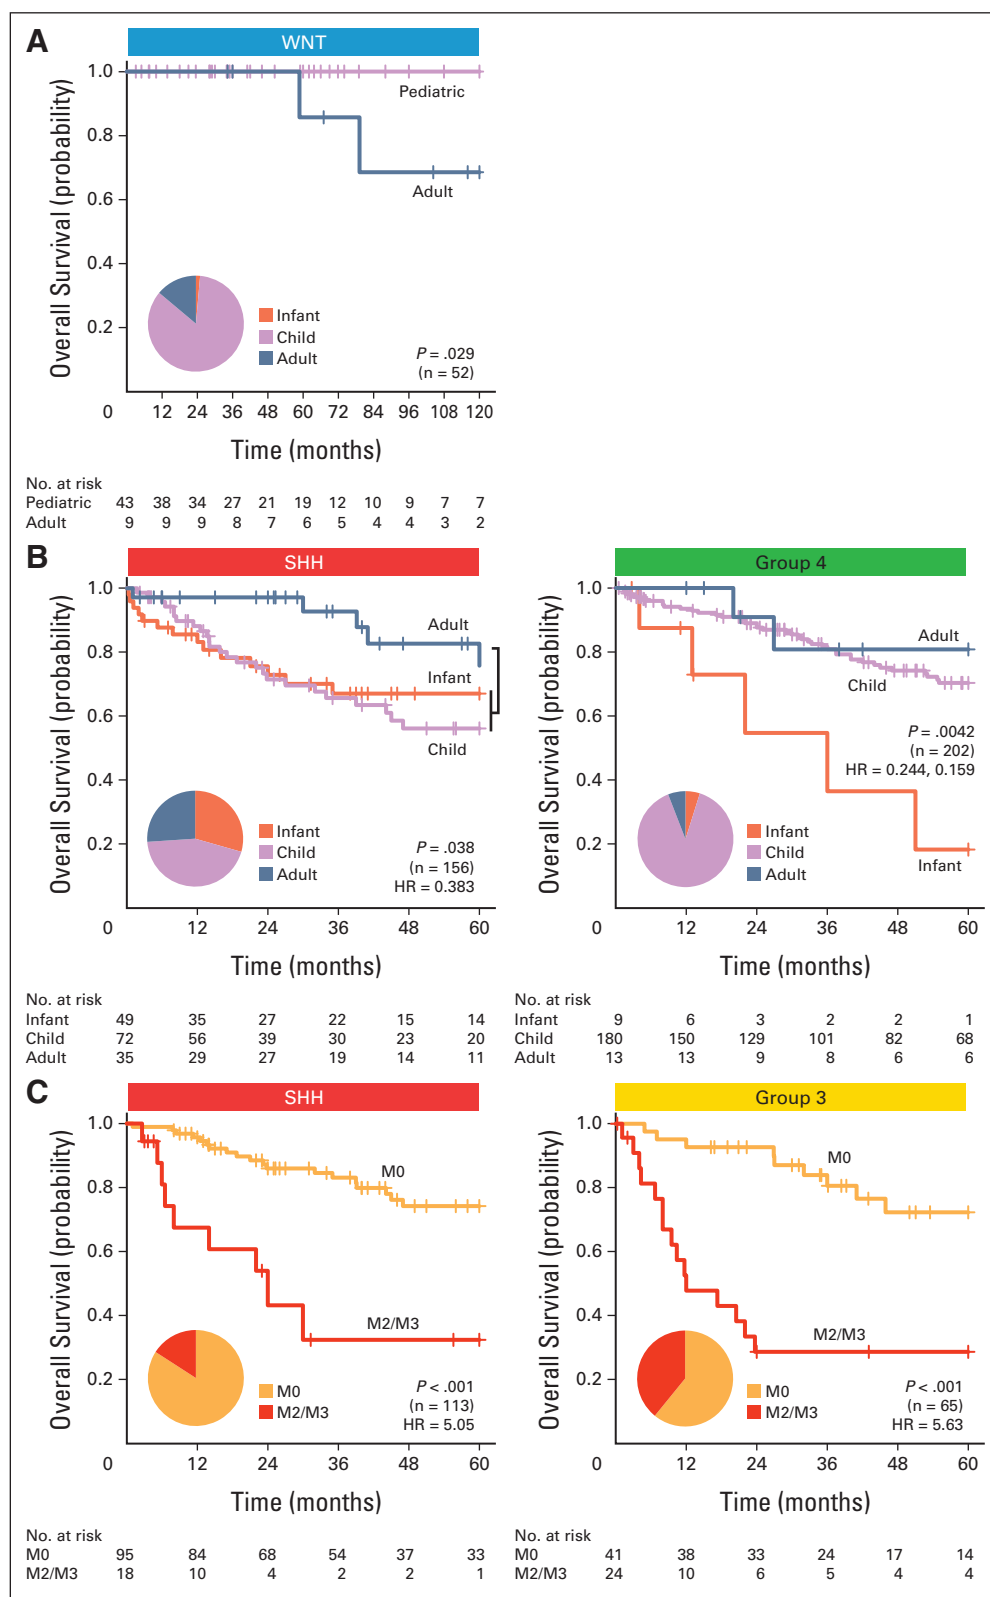 A
WNT
Overall Survival (probability)
1.0
0.8
0.6
0.4
0.2
Pediatric
Adult
Infant
Child
Adult
P = .029
(n = 52)
0 12 24 36 48 60 72 84 96 108 120
Time (months)
No. at risk
Pediatric 43 38 34 27 21 19 12 10 9 7 7
Adult 9 9 9 8 7 6 5 4 4 3 2
B
SHH
Overall Survival (probability)
1.0
0.8
0.6
0.4
0.2
Adult
Infant
Child
Infant
Child
Adult
P = .038
(n = 156)
HR = 0.383
0 12 24 36 48 60
Time (months)
No. at risk
Infant 49 35 27 22 15 14
Child 72 56 39 30 23 20
Adult 35 29 27 19 14 11
Group 4
Overall Survival (probability)
1.0
0.8
0.6
0.4
0.2
Adult
Child
P = .0042
(n = 202)
HR = 0.244, 0.159
Infant
Child
Adult
Infant
0 12 24 36 48 60
Time (months)
No. at risk
Infant 9 6 3 2 2 1
Child 180 150 129 101 82 68
Adult 13 13 9 8 6 6
C
SHH
Overall Survival (probability)
1.0
0.8
0.6
0.4
0.2
M0
M2/M3
M0
M2/M3
P < .001
(n = 113)
HR = 5.05
0 12 24 36 48 60
Time (months)
No. at risk
M0 95 84 68 54 37 33
M2/M3 18 10 4 2 2 1
Group 3
Overall Survival (probability)
1.0
0.8
0.6
0.4
0.2
M0
M2/M3
M0
M2/M3
P < .001
(n = 65)
HR = 5.63
0 12 24 36 48 60
Time (months)
No. at risk
M0 41 38 33 24 17 14
M2/M3 24 10 6 5 4 4